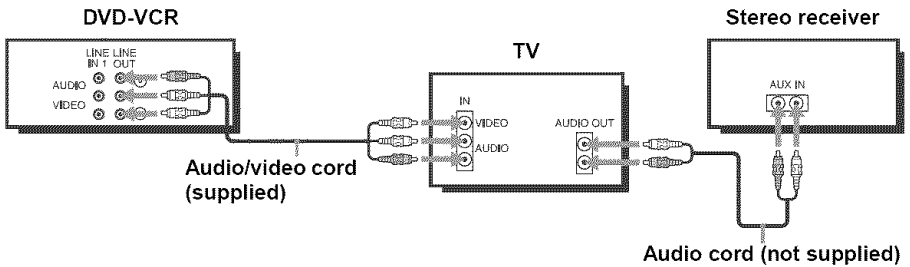 DVD-VCR
Stereo receiver
TV
LINE LINE
IN 1 OUT
AUDIO
VIDEO
IN
VIDEO
AUDIO
AUDIO OUT
AUX IN
Audio/video cord
(supplied)
Audio cord (not supplied)